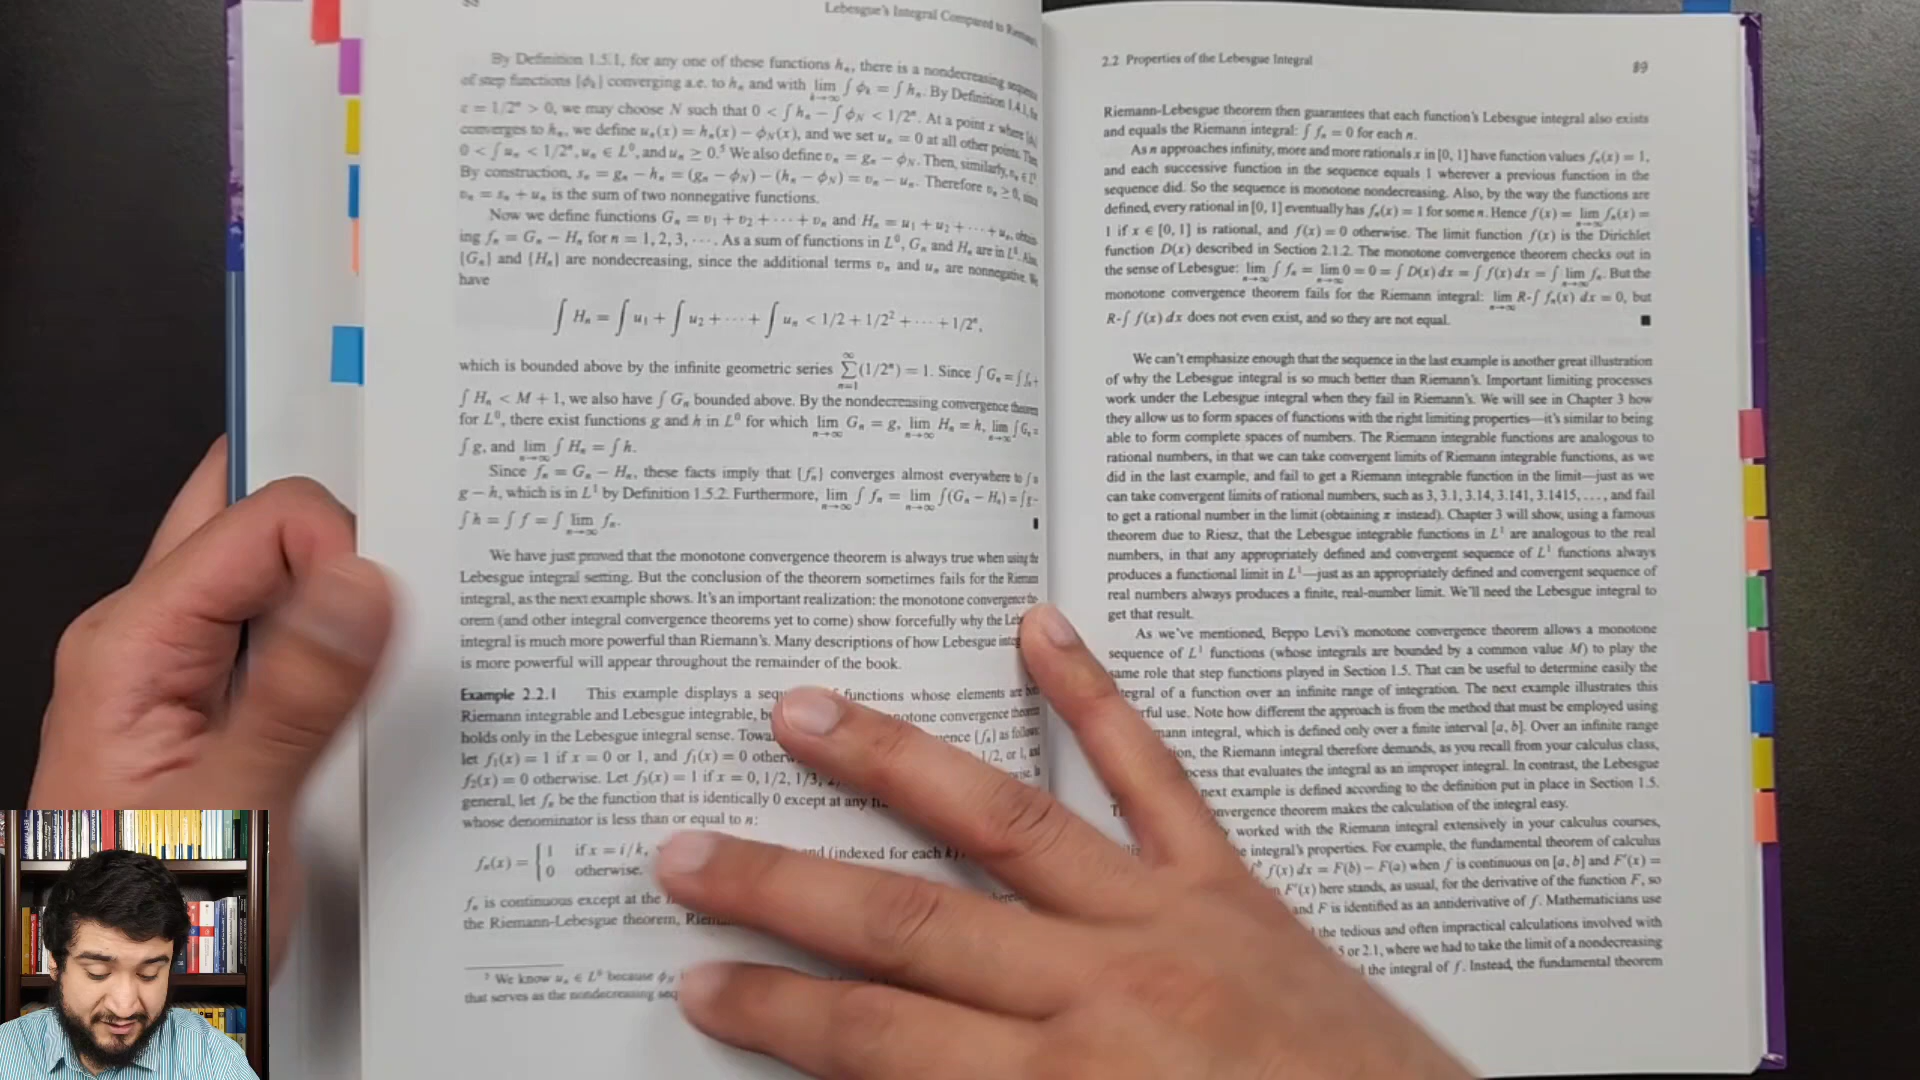 88
Lebesgue's Integral Compared to Riemann
By Definition 1.5.1, for any one of these functions hₙ, there is a nondecreasing sequence
of step functions {ϕₖ} converging a.e. to hₙ and with lim k→∞ ∫ ϕₖ = ∫ hₙ. By Definition 1.4.1, for
ε = 1/2ⁿ > 0, we may choose N such that 0 < ∫ hₙ − ∫ ϕ_N < 1/2ⁿ. At a point x where {ϕₖ}
converges to hₙ, we define uₙ(x) = hₙ(x) − ϕ_N(x), and we set uₙ = 0 at all other points. Then
0 < ∫ uₙ < 1/2ⁿ, uₙ ∈ L⁰, and uₙ ≥ 0.⁵ We also define vₙ = gₙ − ϕ_N. Then, similarly, vₙ ∈ L⁰.
By construction, sₙ = gₙ − hₙ = (gₙ − ϕ_N) − (hₙ − ϕ_N) = vₙ − uₙ. Therefore vₙ ≥ 0, since
vₙ = sₙ + uₙ is the sum of two nonnegative functions.
Now we define functions Gₙ = v₁ + v₂ + ··· + vₙ and Hₙ = u₁ + u₂ + ··· + uₙ, obtain-
ing fₙ = Gₙ − Hₙ for n = 1, 2, 3, ···. As a sum of functions in L⁰, Gₙ and Hₙ are in L⁰. Also,
{Gₙ} and {Hₙ} are nondecreasing, since the additional terms vₙ and uₙ are nonnegative. We
have
∫ Hₙ = ∫ u₁ + ∫ u₂ + ··· + ∫ uₙ < 1/2 + 1/2² + ··· + 1/2ⁿ,
which is bounded above by the infinite geometric series ∑ n=1 ∞ (1/2ⁿ) = 1. Since ∫ Gₙ = ∫ fₙ +
∫ Hₙ < M + 1, we also have ∫ Gₙ bounded above. By the nondecreasing convergence theorem
for L⁰, there exist functions g and h in L⁰ for which lim n→∞ Gₙ = g, lim n→∞ Hₙ = h, lim n→∞ ∫ Gₙ =
∫ g, and lim n→∞ ∫ Hₙ = ∫ h.
Since fₙ = Gₙ − Hₙ, these facts imply that {fₙ} converges almost everywhere to f =
g − h, which is in L¹ by Definition 1.5.2. Furthermore, lim n→∞ ∫ fₙ = lim n→∞ ∫(Gₙ − Hₙ) = ∫ g −
∫ h = ∫ f = ∫ lim n→∞ fₙ.
We have just proved that the monotone convergence theorem is always true when using the
Lebesgue integral setting. But the conclusion of the theorem sometimes fails for the Riemann
integral, as the next example shows. It's an important realization: the monotone convergence the-
orem (and other integral convergence theorems yet to come) show forcefully why the Leb
integral is much more powerful than Riemann's. Many descriptions of how Lebesgue integ
is more powerful will appear throughout the remainder of the book.
Example 2.2.1 This example displays a seq functions whose elements are both
Riemann integrable and Lebesgue integrable, b notone convergence theorem
holds only in the Lebesgue integral sense. Towa uence {fₙ} as follows:
let f₁(x) = 1 if x = 0 or 1, and f₁(x) = 0 otherw 1/2, or 1, and
f₂(x) = 0 otherwise. Let f₃(x) = 1 if x = 0, 1/2, 1/3, 2/ wise. In
general, let fₙ be the function that is identically 0 except at any
whose denominator is less than or equal to n:
fₙ(x) = { 1 if x = i/k, and (indexed for each k)
0 otherwise.
fₙ is continuous except at the
the Riemann-Lebesgue theorem, Riem
⁵ We know uₙ ∈ L⁰ because ϕ_N
that serves as the nondecreasing seq
2.2 Properties of the Lebesgue Integral
89
Riemann-Lebesgue theorem then guarantees that each function's Lebesgue integral also exists
and equals the Riemann integral: ∫ fₙ = 0 for each n.
As n approaches infinity, more and more rationals x in [0, 1] have function values fₙ(x) = 1,
and each successive function in the sequence equals 1 wherever a previous function in the
sequence did. So the sequence is monotone nondecreasing. Also, by the way the functions are
defined, every rational in [0, 1] eventually has fₙ(x) = 1 for some n. Hence f(x) = lim n→∞ fₙ(x) =
1 if x ∈ [0, 1] is rational, and f(x) = 0 otherwise. The limit function f(x) is the Dirichlet
function D(x) described in Section 2.1.2. The monotone convergence theorem checks out in
the sense of Lebesgue: lim n→∞ ∫ fₙ = lim n→∞ 0 = 0 = ∫ D(x) dx = ∫ f(x) dx = ∫ lim n→∞ fₙ. But the
monotone convergence theorem fails for the Riemann integral: lim n→∞ R-∫ fₙ(x) dx = 0, but
R-∫ f(x) dx does not even exist, and so they are not equal.
We can't emphasize enough that the sequence in the last example is another great illustration
of why the Lebesgue integral is so much better than Riemann's. Important limiting processes
work under the Lebesgue integral when they fail in Riemann's. We will see in Chapter 3 how
they allow us to form spaces of functions with the right limiting properties—it's similar to being
able to form complete spaces of numbers. The Riemann integrable functions are analogous to
rational numbers, in that we can take convergent limits of Riemann integrable functions, as we
did in the last example, and fail to get a Riemann integrable function in the limit—just as we
can take convergent limits of rational numbers, such as 3, 3.1, 3.14, 3.141, 3.1415, . . . , and fail
to get a rational number in the limit (obtaining π instead). Chapter 3 will show, using a famous
theorem due to Riesz, that the Lebesgue integrable functions in L¹ are analogous to the real
numbers, in that any appropriately defined and convergent sequence of L¹ functions always
produces a functional limit in L¹—just as an appropriately defined and convergent sequence of
real numbers always produces a finite, real-number limit. We'll need the Lebesgue integral to
get that result.
As we've mentioned, Beppo Levi's monotone convergence theorem allows a monotone
sequence of L¹ functions (whose integrals are bounded by a common value M) to play the
same role that step functions played in Section 1.5. That can be useful to determine easily the
tegral of a function over an infinite range of integration. The next example illustrates this
rful use. Note how different the approach is from the method that must be employed using
mann integral, which is defined only over a finite interval [a, b]. Over an infinite range
tion, the Riemann integral therefore demands, as you recall from your calculus class,
cess that evaluates the integral as an improper integral. In contrast, the Lebesgue
next example is defined according to the definition put in place in Section 1.5.
T nvergence theorem makes the calculation of the integral easy.
worked with the Riemann integral extensively in your calculus courses,
he integral's properties. For example, the fundamental theorem of calculus
f(x) dx = F(b) − F(a) when f is continuous on [a, b] and F′(x) =
n F′(x) here stands, as usual, for the derivative of the function F, so
and F is identified as an antiderivative of f. Mathematicians use
the tedious and often impractical calculations involved with
.5 or 2.1, where we had to take the limit of a nondecreasing
d the integral of f. Instead, the fundamental theorem